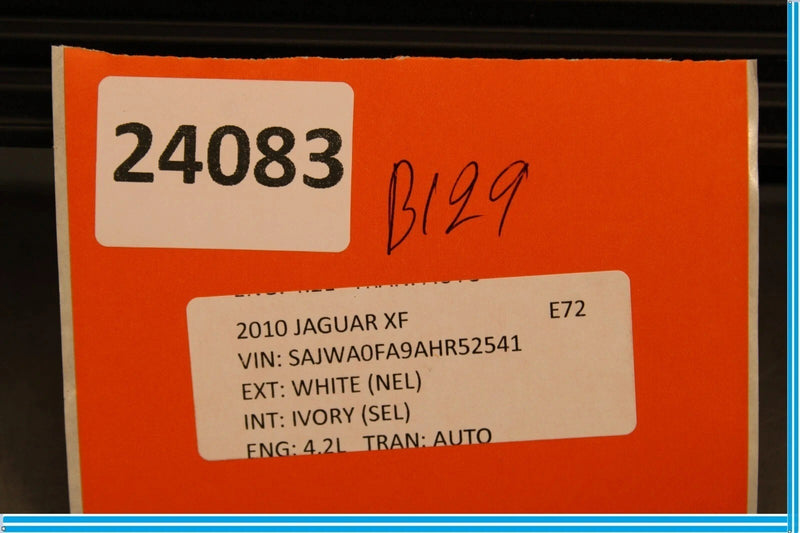 24083
B129
2010 JAGUAR XF E72
VIN: SAJWA0FA9AHR52541
EXT: WHITE (NEL)
INT: IVORY (SEL)
ENG: 4.2L TRAN: AUTO